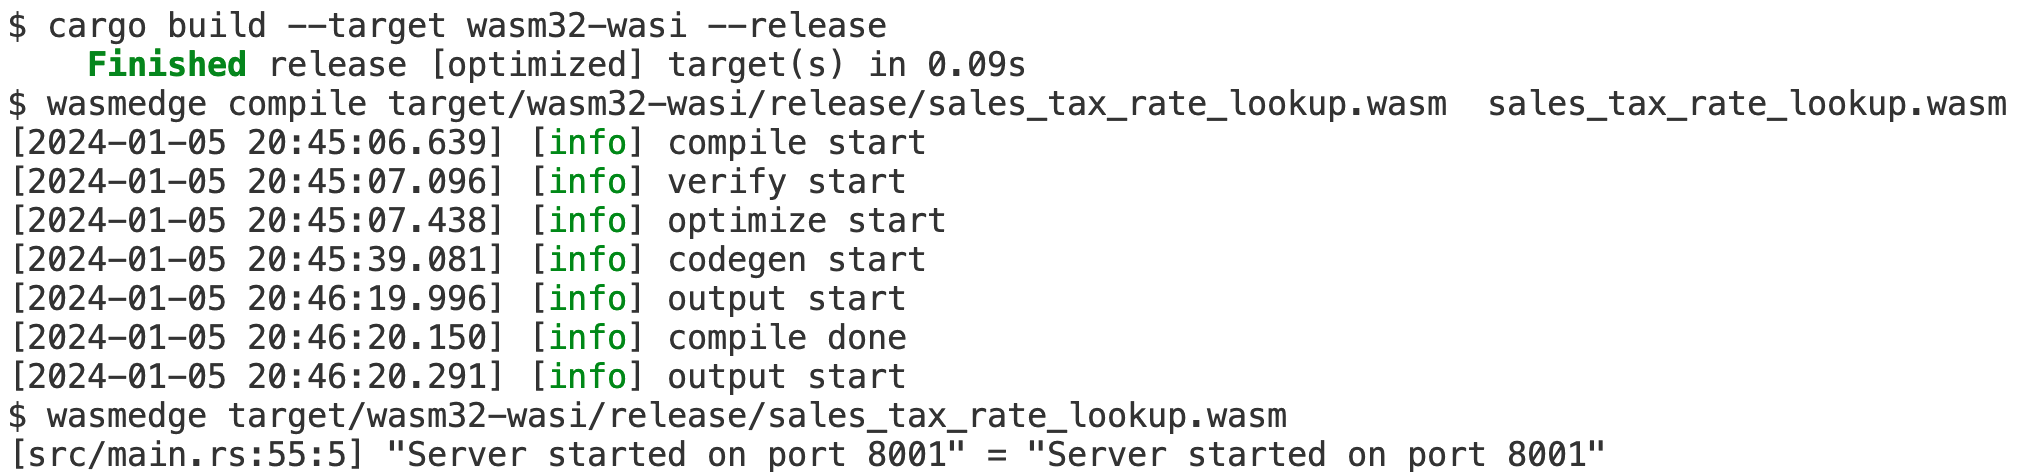 $ cargo build --target wasm32-wasi --release
    Finished release [optimized] target(s) in 0.09s
$ wasmedge compile target/wasm32-wasi/release/sales_tax_rate_lookup.wasm  sales_tax_rate_lookup.wasm
[2024-01-05 20:45:06.639] [info] compile start
[2024-01-05 20:45:07.096] [info] verify start
[2024-01-05 20:45:07.438] [info] optimize start
[2024-01-05 20:45:39.081] [info] codegen start
[2024-01-05 20:46:19.996] [info] output start
[2024-01-05 20:46:20.150] [info] compile done
[2024-01-05 20:46:20.291] [info] output start
$ wasmedge target/wasm32-wasi/release/sales_tax_rate_lookup.wasm
[src/main.rs:55:5] "Server started on port 8001" = "Server started on port 8001"